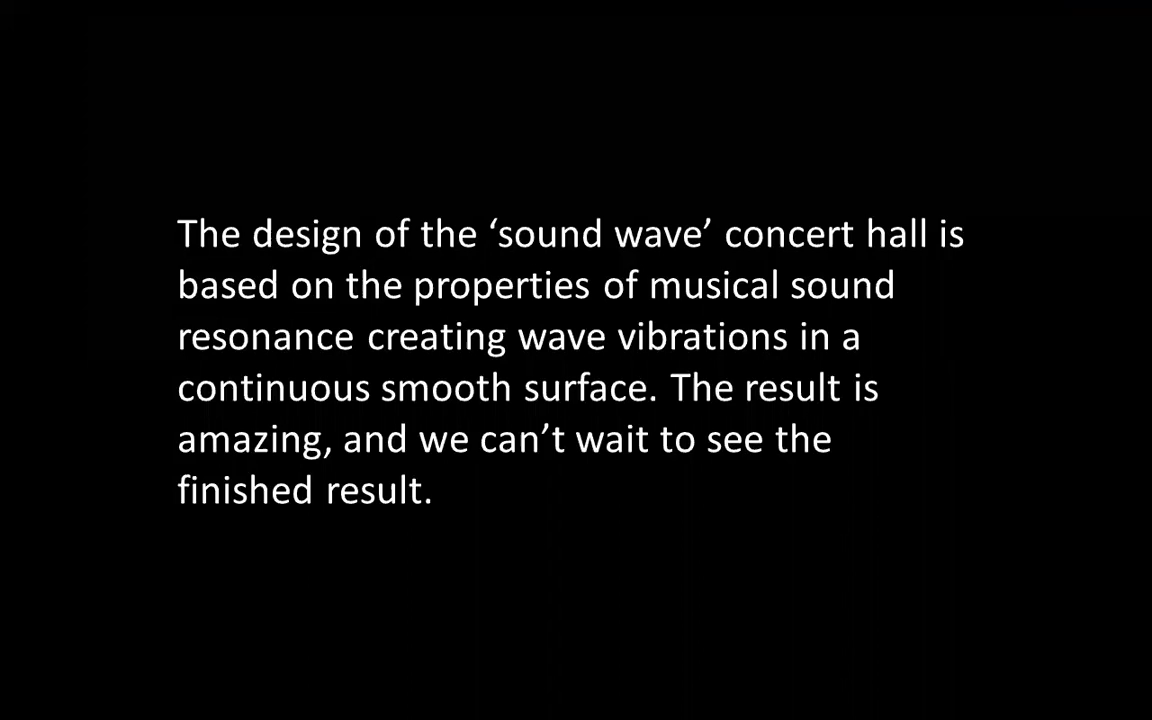 The design of the ‘sound wave’ concert hall is
based on the properties of musical sound
resonance creating wave vibrations in a
continuous smooth surface. The result is
amazing, and we can’t wait to see the
finished result.